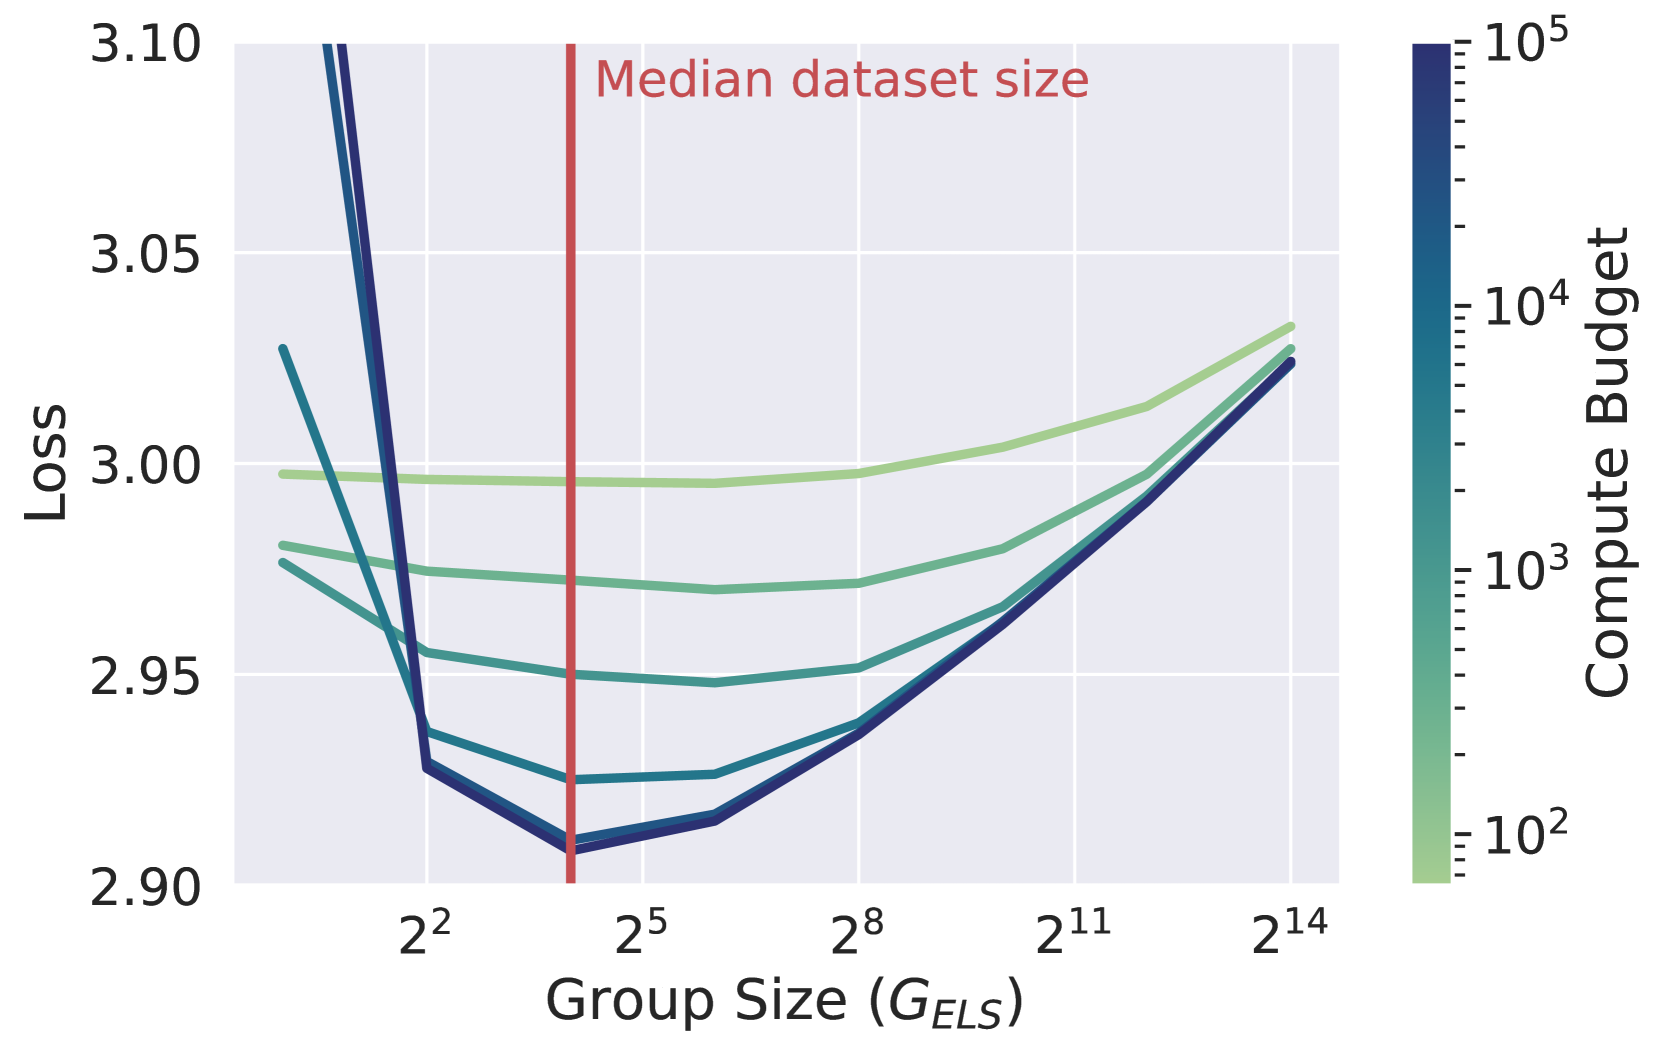 Median dataset size
3.10
3.05
3.00
2.95
2.90
Loss
2² 2⁵ 2⁸ 2¹¹ 2¹⁴
Group Size (G_ELS)
10⁵
10⁴
10³
10²
Compute Budget